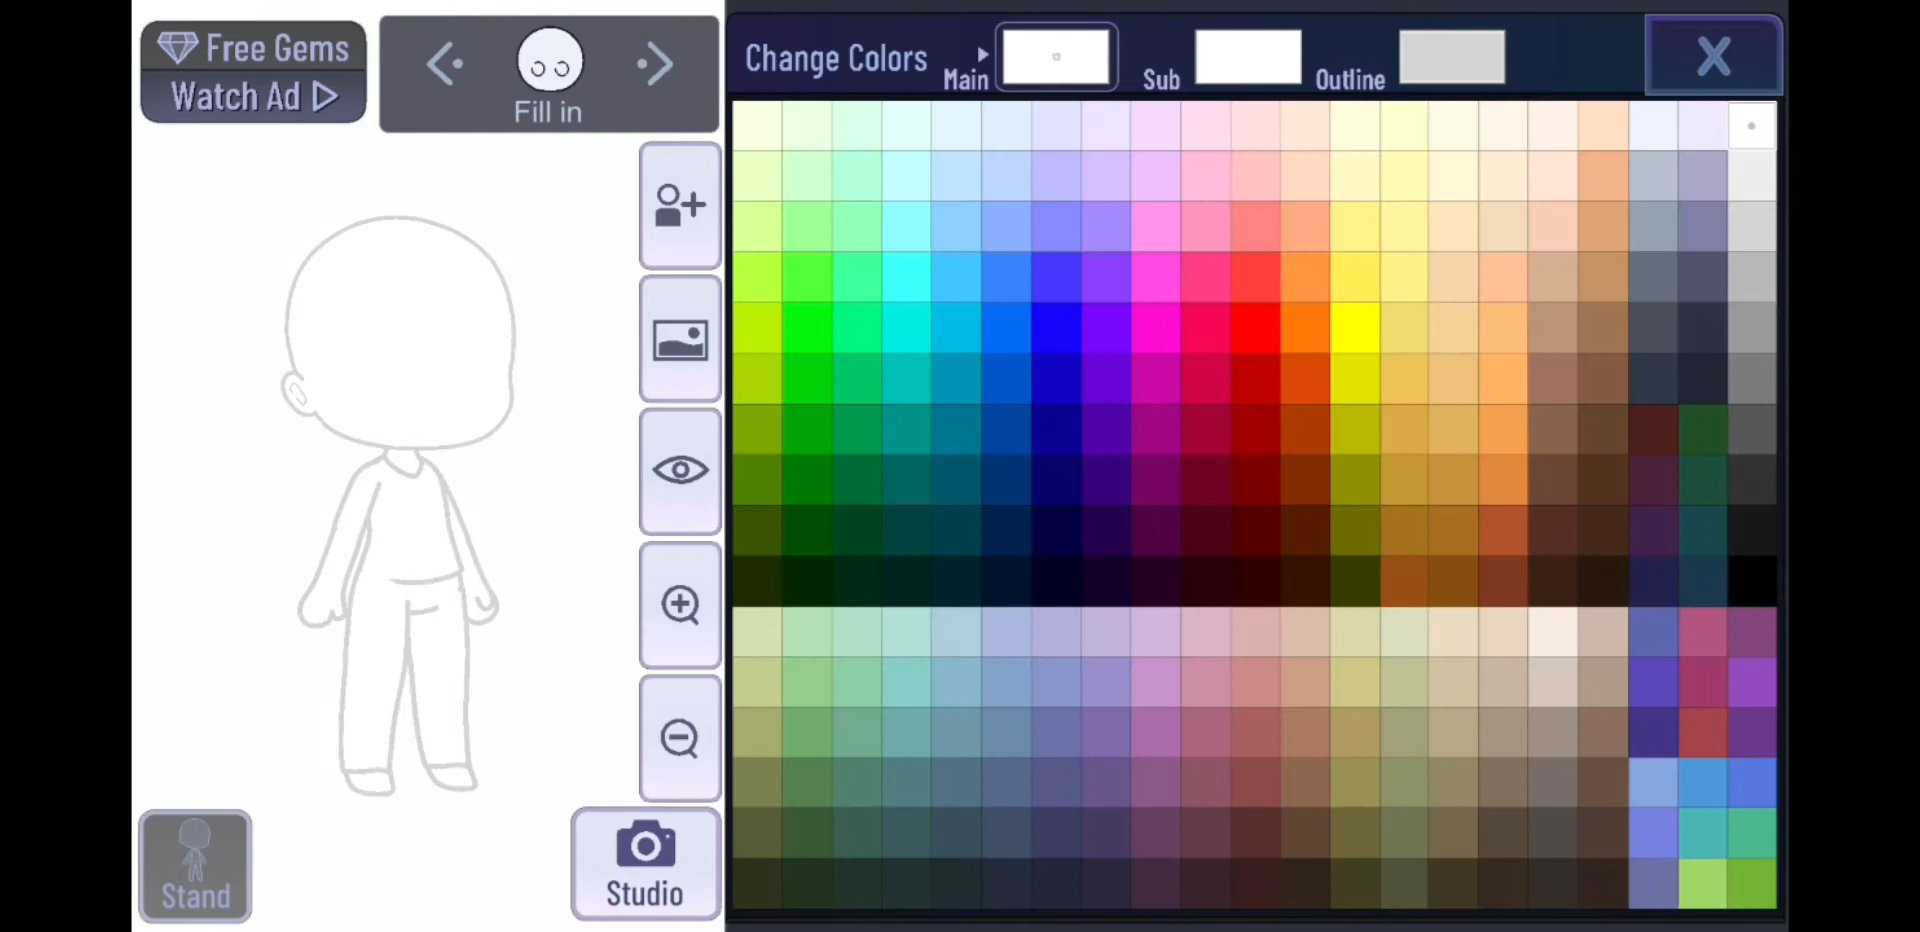 Free Gems
Watch Ad
Fill in
Change Colors
Main
Sub
Outline
X
Stand
Studio